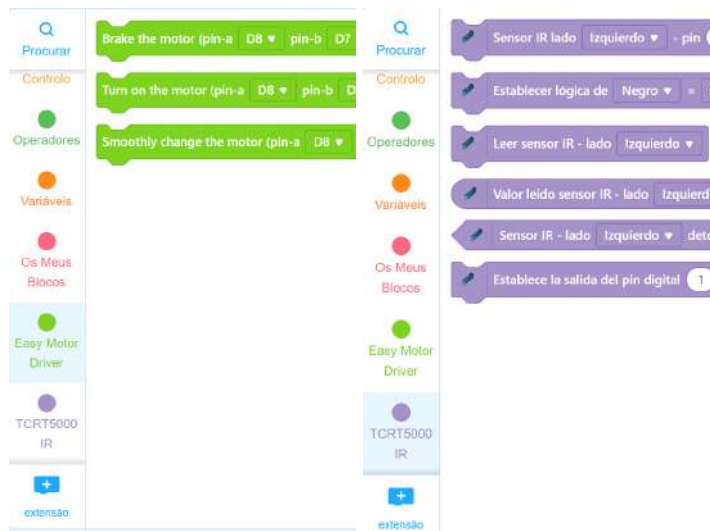 Procurar
Controlo
Operadores
Variáveis
Os Meus
Blocos
Easy Motor
Driver
TCRT5000
IR
extensão
Brake the motor (pin-a D8 pin-b D7
Turn on the motor (pin-a D8 pin-b D
Smoothly change the motor (pin-a D8
Procurar
Controlo
Operadores
Variáveis
Os Meus
Blocos
Easy Motor
Driver
TCRT5000
IR
extensão
Sensor IR lado Izquierdo - pin
Establecer lógica de Negro =
Leer sensor IR - lado Izquierdo
Valor leido sensor IR - lado Izquierd
Sensor IR - lado Izquierdo dete
Establece la salida del pin digital 1